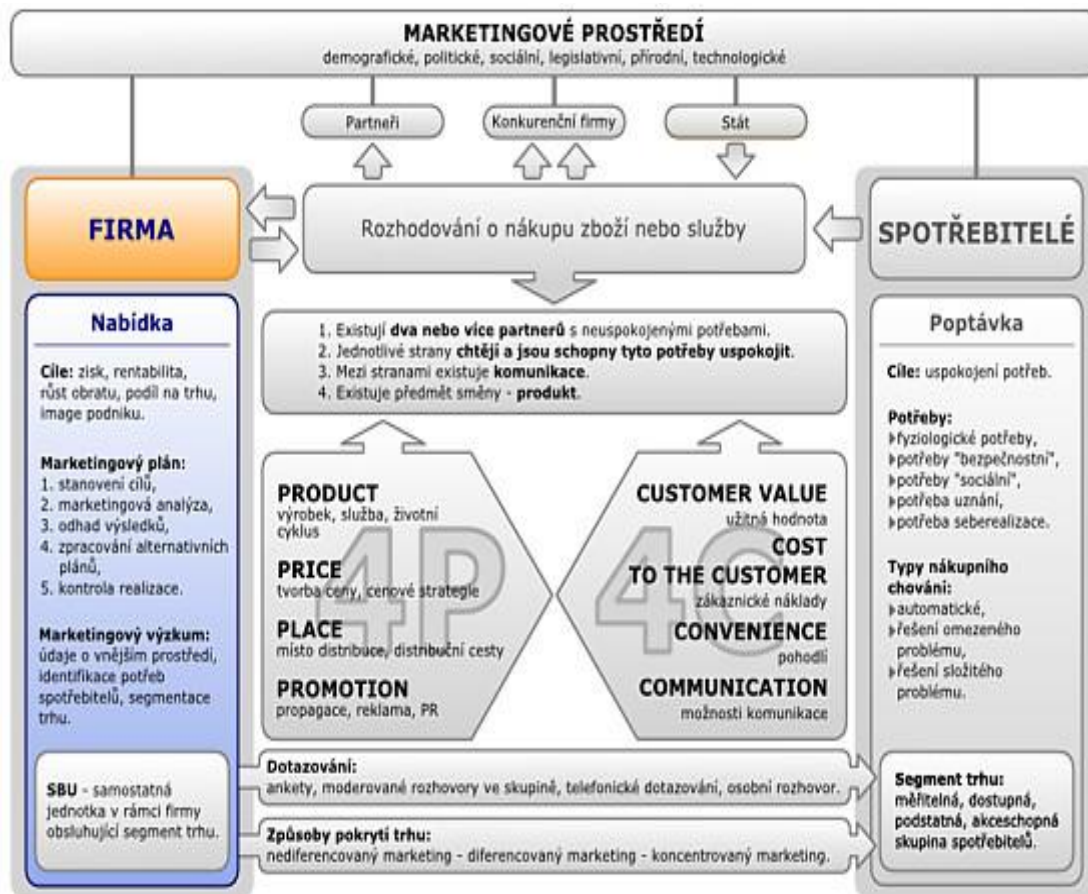 MARKETINGOVÉ PROSTŘEDÍ
demografické, politické, sociální, legislativní, přírodní, technologické
Partneři
Konkurenční firmy
Stát
FIRMA
Rozhodování o nákupu zboží nebo služby
SPOTŘEBITELÉ
Nabídka
Cíle: zisk, rentabilita,
růst obratu, podíl na trhu,
image podniku.
Marketingový plán:
1. stanovení cílů,
2. marketingová analýza,
3. odhad výsledků,
4. zpracování alternativních
plánů,
5. kontrola realizace.
Marketingový výzkum:
údaje o vnějším prostředí,
identifikace potřeb
spotřebitelů, segmentace
trhu.
SBU - samostatná
jednotka v rámci firmy
obsluhující segment trhu.
1. Existují dva nebo více partnerů s neuspokojenými potřebami.
2. Jednotlivé strany chtějí a jsou schopny tyto potřeby uspokojit.
3. Mezi stranami existuje komunikace.
4. Existuje předmět směny - produkt.
4P
PRODUCT
výrobek, služba, životní
cyklus
PRICE
tvorba ceny, cenové strategie
PLACE
místo distribuce, distribuční cesty
PROMOTION
propagace, reklama, PR
4C
CUSTOMER VALUE
užitná hodnota
COST
TO THE CUSTOMER
zákaznické náklady
CONVENIENCE
pohodlí
COMMUNICATION
možnosti komunikace
Dotazování:
ankety, moderované rozhovory ve skupině, telefonické dotazování, osobní rozhovor.
Způsoby pokrytí trhu:
nediferencovaný marketing - diferencovaný marketing - koncentrovaný marketing.
Poptávka
Cíle: uspokojení potřeb.
Potřeby:
fyziologické potřeby,
potřeby "bezpečnostní",
potřeby "sociální",
potřeba uznání,
potřeba seberealizace.
Typy nákupního
chování:
automatické,
řešení omezeného
problému,
řešení složitého
problému.
Segment trhu:
měřitelná, dostupná,
podstatná, akceschopná
skupina spotřebitelů.